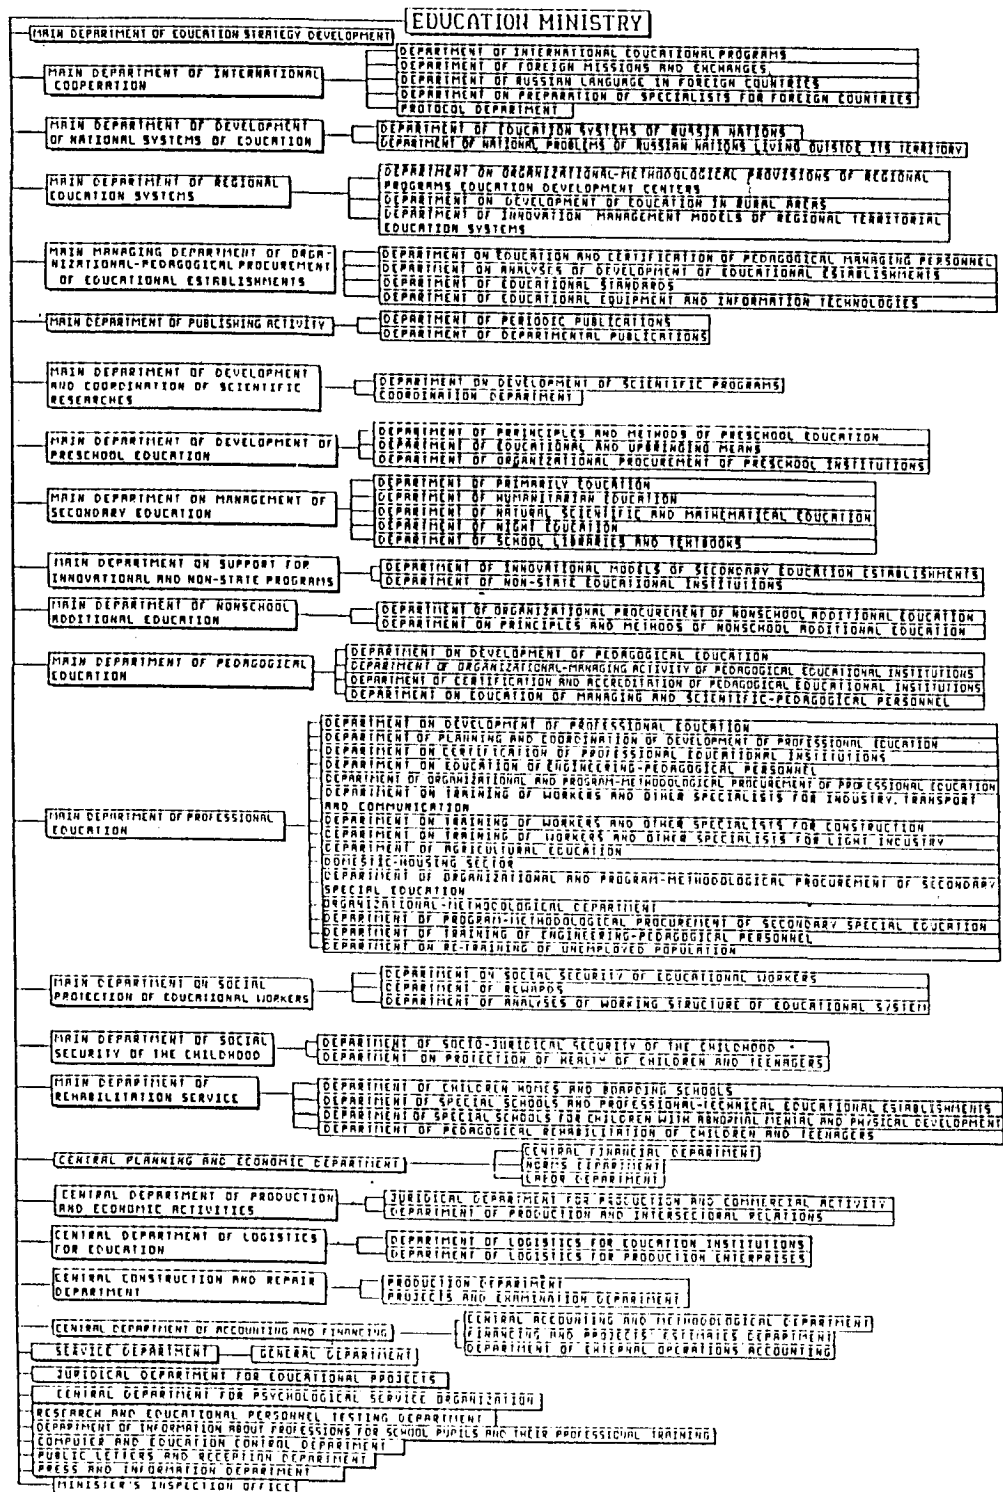 EDUCATION MINISTRY
MAIN DEPARTMENT OF EDUCATION STRATEGY DEVELOPMENT
MAIN DEPARTMENT OF INTERNATIONAL
COOPERATION
DEPARTMENT OF INTERNATIONAL EDUCATIONAL PROGRAMS
DEPARTMENT OF FOREIGN MISSIONS AND EXCHANGES
DEPARTMENT OF RUSSIAN LANGUAGE IN FOREIGN COUNTRIES
DEPARTMENT ON PREPARATION OF SPECIALISTS FOR FOREIGN COUNTRIES
PROTOCOL DEPARTMENT
MAIN DEPARTMENT OF DEVELOPMENT
OF NATIONAL SYSTEMS OF EDUCATION
DEPARTMENT OF EDUCATION SYSTEMS OF RUSSIA NATIONS
DEPARTMENT OF NATIONAL PROBLEMS OF RUSSIAN NATIONS LIVING OUTSIDE ITS TERRITORY
MAIN DEPARTMENT OF REGIONAL
EDUCATION SYSTEMS
DEPARTMENT ON ORGANIZATIONAL-METHODOLOGICAL PROVISIONS OF REGIONAL
PROGRAMS EDUCATION DEVELOPMENT CENTERS
DEPARTMENT ON DEVELOPMENT OF EDUCATION IN RURAL AREAS
DEPARTMENT OF INNOVATION MANAGEMENT MODELS OF REGIONAL TERRITORIAL
EDUCATION SYSTEMS
MAIN MANAGING DEPARTMENT OF ORGA-
NIZATIONAL-PEDAGOGICAL PROCUREMENT
OF EDUCATIONAL ESTABLISHMENTS
DEPARTMENT ON EDUCATION AND CERTIFICATION OF PEDAGOGICAL MANAGING PERSONNEL
DEPARTMENT ON ANALYSES OF DEVELOPMENT OF EDUCATIONAL ESTABLISHMENTS
DEPARTMENT OF EDUCATIONAL STANDARDS
DEPARTMENT OF EDUCATIONAL EQUIPMENT AND INFORMATION TECHNOLOGIES
MAIN DEPARTMENT OF PUBLISHING ACTIVITY
DEPARTMENT OF PERIODIC PUBLICATIONS
DEPARTMENT OF DEPARTMENTAL PUBLICATIONS
MAIN DEPARTMENT OF DEVELOPMENT
AND COORDINATION OF SCIENTIFIC
RESEARCHES
DEPARTMENT ON DEVELOPMENT OF SCIENTIFIC PROGRAMS
COORDINATION DEPARTMENT
MAIN DEPARTMENT OF DEVELOPMENT OF
PRESCHOOL EDUCATION
DEPARTMENT OF PRRINCIPLES AND METHODS OF PRESCHOOL EDUCATION
DEPARTMENT OF EDUCATIONAL AND UPBRINGING MEANS
DEPARTMENT OF ORGANIZATIONAL PROCUREMENT OF PRESCHOOL INSTITUTIONS
MAIN DEPARTMENT ON MANAGEMENT OF
SECONDARY EDUCATION
DEPARTMENT OF PRIMARILY EDUCATION
DEPARTMENT OF HUMANITARIAN EDUCATION
DEPARTMENT OF NATURAL SCIENTIFIC AND MATHEMATICAL EDUCATION
DEPARTMENT OF NIGHT EDUCATION
DEPARTMENT OF SCHOOL LIBRARIES AND TEXTBOOKS
MAIN DEPARTMENT ON SUPPORT FOR
INNOVATIONAL AND NON-STATE PROGRAMS
DEPARTMENT OF INNOVATIONAL MODELS OF SECONDARY EDUCATION ESTABLISHMENTS
DEPARTMENT OF NON-STATE EDUCATIONAL INSTITUTIONS
MAIN DEPARTMENT OF NONSCHOOL
ADDITIONAL EDUCATION
DEPARTMENT OF ORGANIZATIONAL PROCUREMENT OF NONSCHOOL ADDITIONAL EDUCATION
DEPARTMENT ON PRINCIPLES AND METHODS OF NONSCHOOL ADDITIONAL EDUCATION
MAIN DEPARTMENT OF PEDAGOGICAL
EDUCATION
DEPARTMENT ON DEVELOPMENT OF PEDAGOGICAL EDUCATION
DEPARTMENT OF ORGANIZATIONAL-MANAGING ACTIVITY OF PEDAGOGICAL EDUCATIONAL INSTITUTIONS
DEPARTMENT OF CERTIFICATION AND ACCREDITATION OF PEDAGOGICAL EDUCATIONAL INSTITUTIONS
DEPARTMENT ON EDUCATION OF MANAGING AND SCIENTIFIC-PEDAGOGICAL PERSONNEL
MAIN DEPARTMENT OF PROFESSIONAL
EDUCATION
DEPARTMENT ON DEVELOPMENT OF PROFESSIONAL EDUCATION
DEPARTMENT OF PLANNING AND COORDINATION OF DEVELOPMENT OF PROFESSIONAL EDUCATION
DEPARTMENT ON CERTIFICATION OF PROFESSIONAL EDUCATIONAL INSTITUTIONS
DEPARTMENT ON EDUCATION OF ENGINEERING-PEDAGOGICAL PERSONNEL
DEPARTMENT OF ORGANIZATIONAL AND PROGRAM-METHODOLOGICAL PROCUREMENT OF PROFESSIONAL EDUCATION
DEPARTMENT ON TRAINING OF WORKERS AND OTHER SPECIALISTS FOR INDUSTRY, TRANSPORT
AND COMMUNICATION
DEPARTMENT ON TRAINING OF WORKERS AND OTHER SPECIALISTS FOR CONSTRUCTION
DEPARTMENT ON TRAINING OF WORKERS AND OTHER SPECIALISTS FOR LIGHT INDUSTRY
DEPARTMENT OF AGRICULTURAL EDUCATION
DOMESTIC-HOUSING SECTOR
DEPARTMENT OF ORGANIZATIONAL AND PROGRAM-METHODOLOGICAL PROCUREMENT OF SECONDARY
SPECIAL EDUCATION
ORGANIZATIONAL-METHOCOLOGICAL DEPARTMENT
DEPARTMENT OF PROGRAM-METHODOLOGICAL PROCUREMENT OF SECONDARY SPECIAL EDUCATION
DEPARTMENT OF TRAINING OF ENGINEERING-PEDAGOGICAL PERSONNEL
DEPARTMENT ON RE-TRAINING OF UNEMPLOYED POPULATION
MAIN DEPARTMENT ON SOCIAL
PROTECTION OF EDUCATIONAL WORKERS
DEPARTMENT ON SOCIAL SECURITY OF EDUCATIONAL WORKERS
DEPARTMENT OF REWARDS
DEPARTMENT OF ANALYSES OF WORKING STRUCTURE OF EDUCATIONAL SYSTEM
MAIN DEPARTMENT OF SOCIAL
SECURITY OF THE CHILDHOOD
DEPARTMENT OF SOCIO-JURIDICAL SECURITY OF THE CHILDHOOD
DEPARTMENT ON PROTECTION OF HEALTY OF CHILDREN AND TEENAGERS
MAIN DEPARTMENT OF
REHABILITATION SERVICE
DEPARTMENT OF CHILDREN HOMES AND BOARDING SCHOOLS
DEPARTMENT OF SPECIAL SCHOOLS AND PROFESSIONAL-TECHNICAL EDUCATIONAL ESTABLISHMENTS
DEPARTMENT OF SPECIAL SCHOOLS FOR CHILDREN WITH ABNORMAL MENTAL AND PHYSICAL DEVELOPMENT
DEPARTMENT OF PEDAGOGICAL REHABILITATION OF CHILDREN AND TEENAGERS
CENTRAL PLANNING AND ECONOMIC DEPARTMENT
CENTRAL FINANCIAL DEPARTMENT
NORMS DEPARTMENT
LABOR DEPARTMENT
CENTRAL DEPARTMENT OF PRODUCTION
AND ECONOMIC ACTIVITIES
JURIDICAL DEPARTMENT FOR PRODUCTION AND COMMERCIAL ACTIVITY
DEPARTMENT OF PRODUCTION AND INTERSECTORAL RELATIONS
CENTRAL DEPARTMENT OF LOGISTICS
FOR EDUCATION
DEPARTMENT OF LOGISTICS FOR EDUCATION INSTITUTIONS
DEPARTMENT OF LOGISTICS FOR PRODUCTION ENTERPRISES
CENTRAL CONSTRUCTION AND REPAIR
DEPARTMENT
PRODUCTION DEPARTMENT
PROJECTS AND EXAMINATION DEPARTMENT
CENTRAL DEPARTMENT OF ACCOUNTING AND FINANCING
CENTRAL ACCOUNTING AND METHODOLOGICAL DEPARTMENT
FINANCING AND PROJECTS' ESTIMATES DEPARTMENT
DEPARTMENT OF EXTERNAL OPERATIONS ACCOUNTING
SERVICE DEPARTMENT
GENERAL DEPARTMENT
JURIDICAL DEPARTMENT FOR EDUCATIONAL PROJECTS
CENTRAL DEPARTMENT FOR PSYCHOLOGICAL SERVICE ORGANIZATION
RESEARCH AND EDUCATIONAL PERSONNEL TESTING DEPARTMENT
DEPARTMENT OF INFORMATION ABOUT PROFESSIONS FOR SCHOOL PUPILS AND THEIR PROFESSIONAL TRAINING
COMPUTER AND EDUCATION CONTROL DEPARTMENT
PUBLIC LETTERS AND RECEPTION DEPARTMENT
PRESS AND INFORMATION DEPARTMENT
MINISTER'S INSPECTION OFFICE